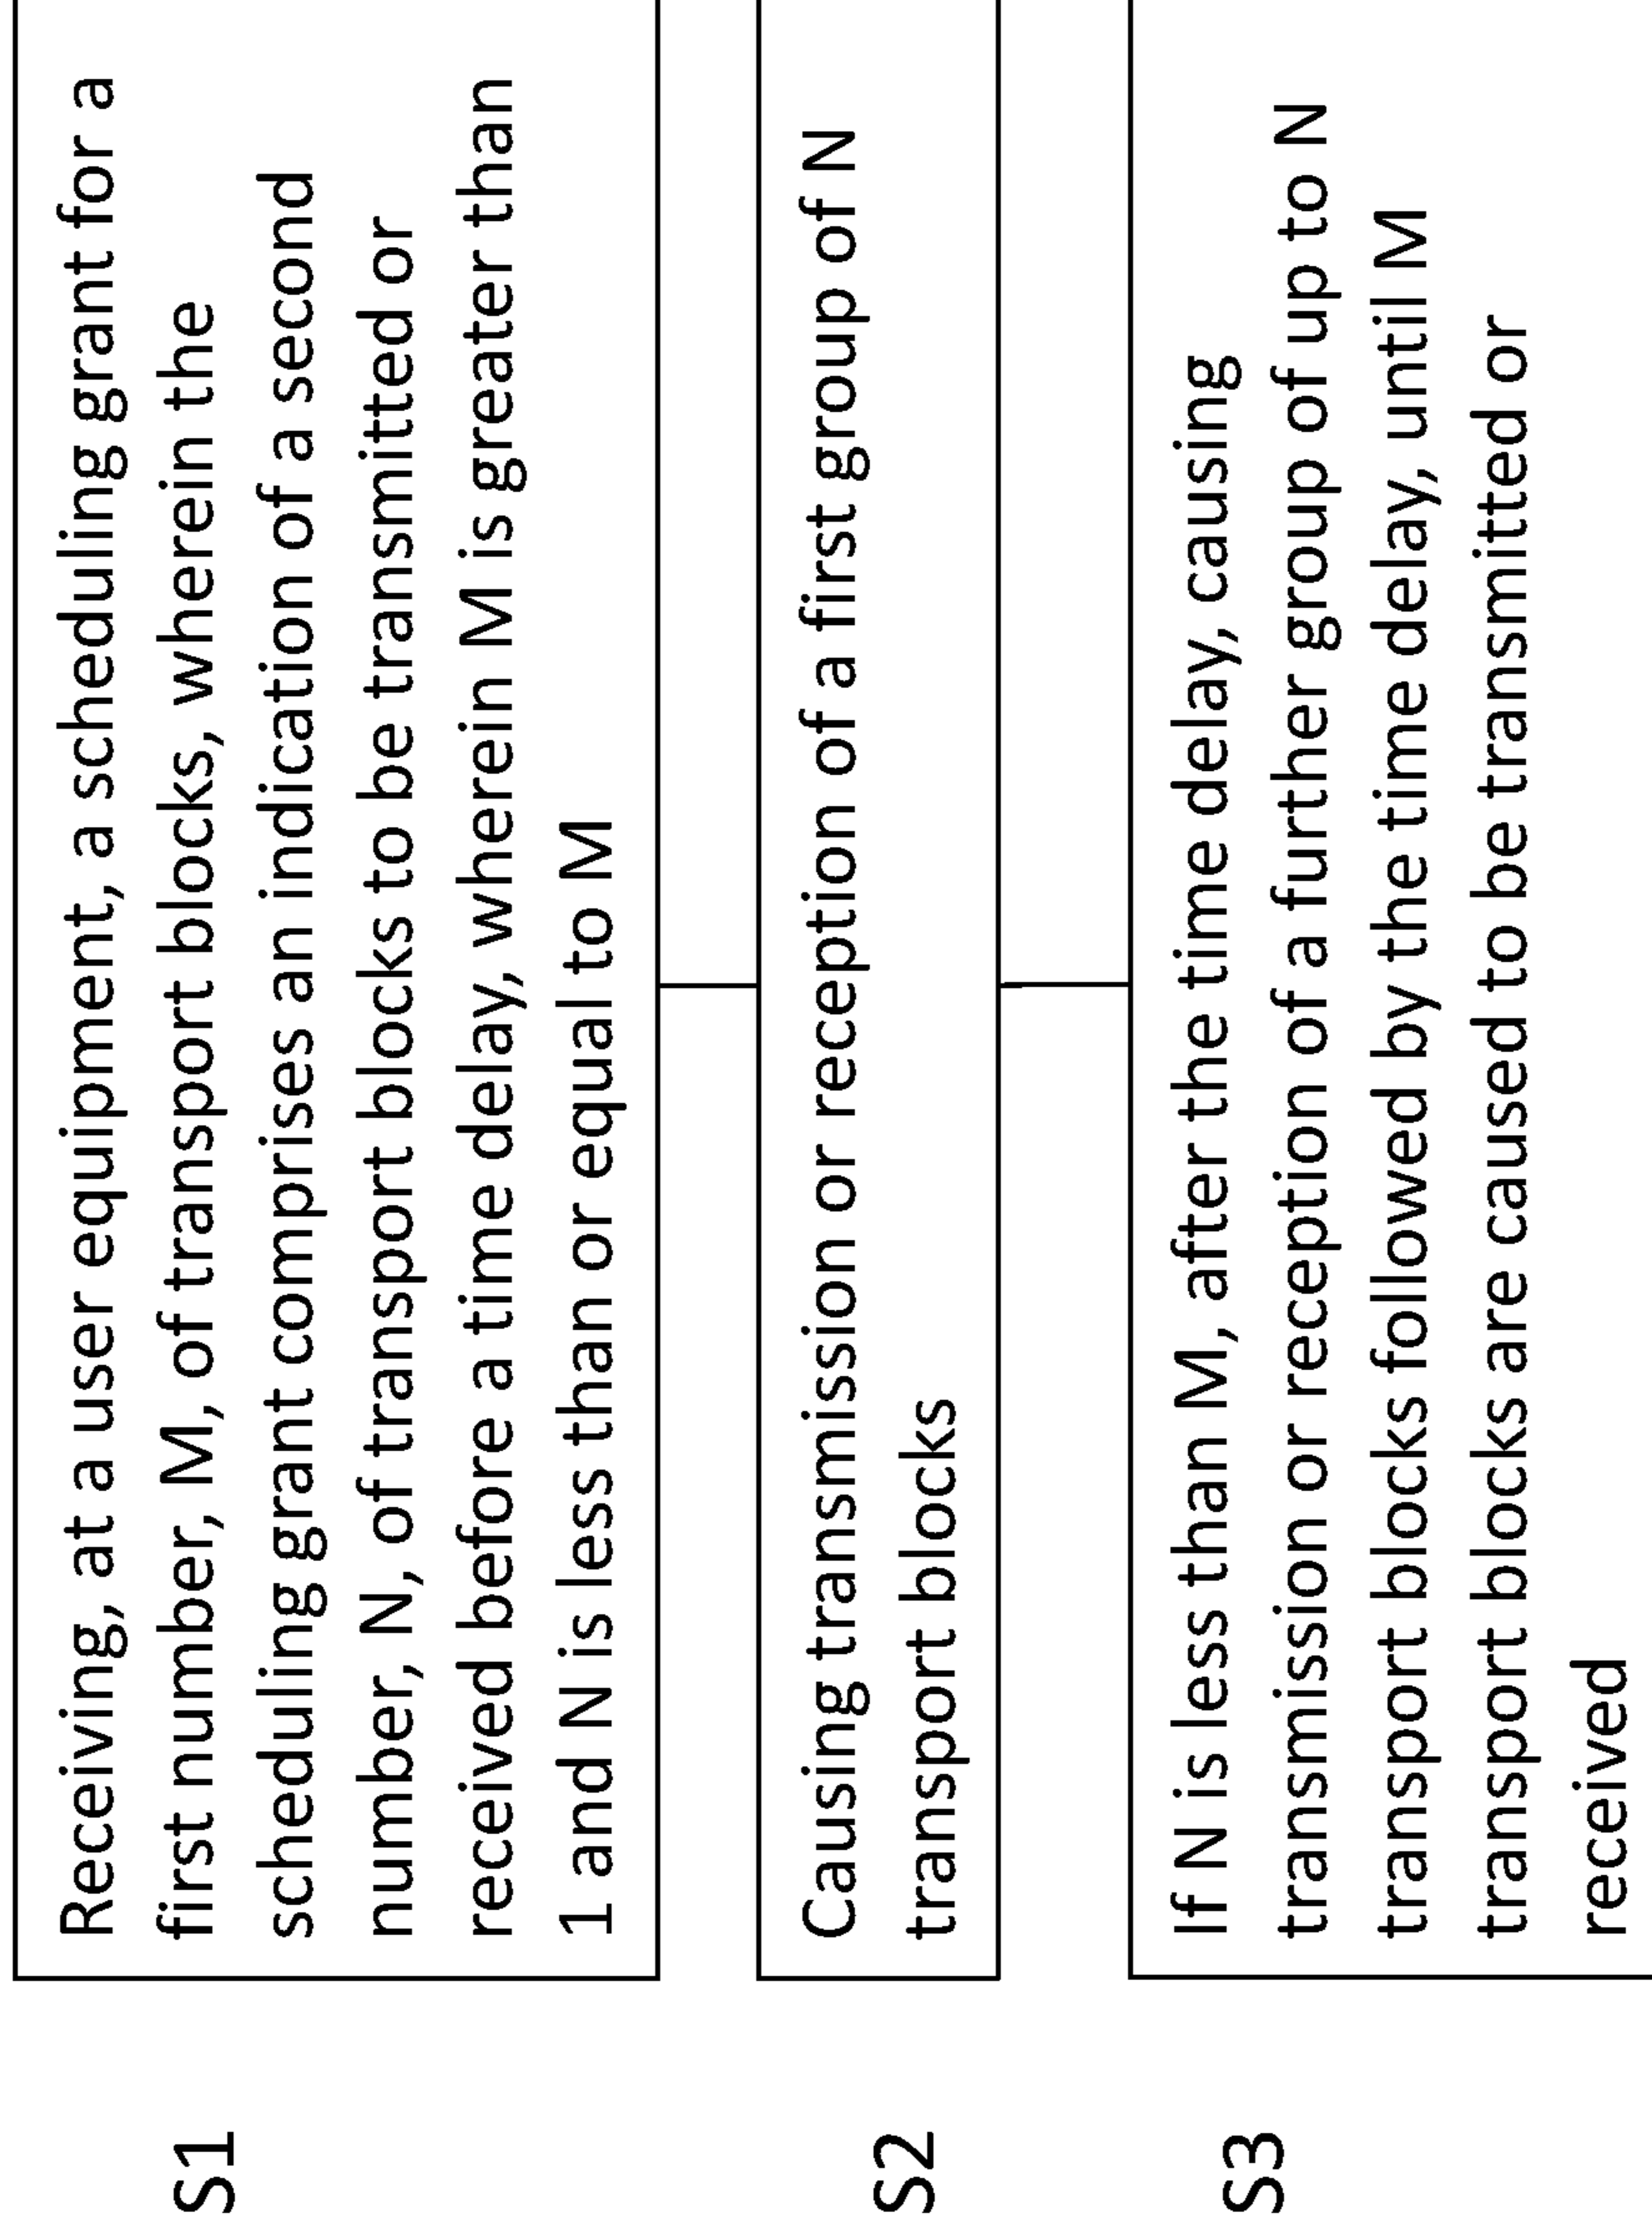 S1
Receiving, at a user equipment, a scheduling grant for a
first number, M, of transport blocks, wherein the
scheduling grant comprises an indication of a second
number, N, of transport blocks to be transmitted or
received before a time delay, wherein M is greater than
1 and N is less than or equal to M
S2
Causing transmission or reception of a first group of N
transport blocks
S3
If N is less than M, after the time delay, causing
transmission or reception of a further group of up to N
transport blocks followed by the time delay, until M
transport blocks are caused to be transmitted or
received